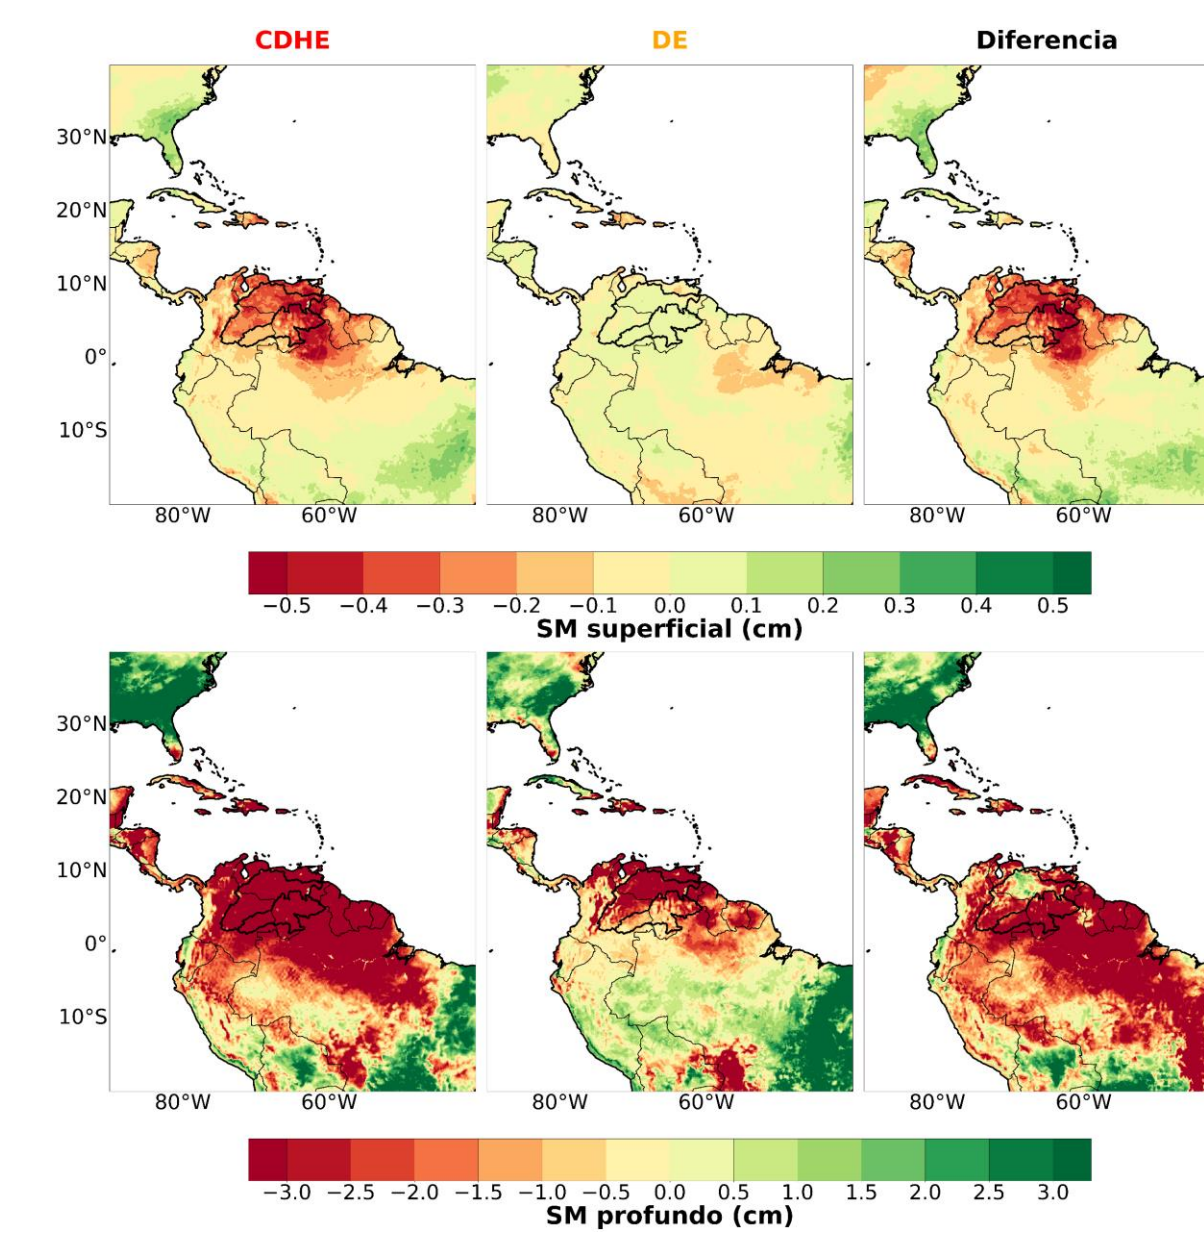 CDHE DE Diferencia
30°N
20°N
10°N
0°
10°S
80°W 60°W 80°W 60°W 80°W 60°W
−0.5 −0.4 −0.3 −0.2 −0.1 0.0 0.1 0.2 0.3 0.4 0.5
SM superficial (cm)
30°N
20°N
10°N
0°
10°S
80°W 60°W 80°W 60°W 80°W 60°W
−3.0 −2.5 −2.0 −1.5 −1.0 −0.5 0.0 0.5 1.0 1.5 2.0 2.5 3.0
SM profundo (cm)